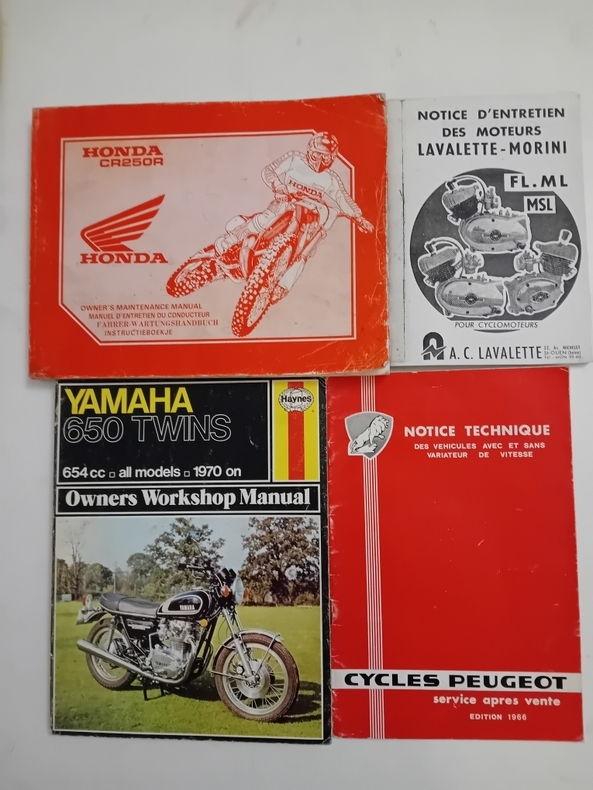 HONDA
CR250R
HONDA
HONDA
OWNER'S MAINTENANCE MANUAL
MANUEL D'ENTRETIEN DU CONDUCTEUR
FAHRER-WARTUNGSHANDBUCH
INSTRUCTIEBOEKJE
NOTICE D'ENTRETIEN
DES MOTEURS
LAVALETTE-MORINI
FL.ML
MSL
POUR CYCLOMOTEURS
A.C. LAVALETTE
YAMAHA
650 TWINS
Haynes
654cc □ all models □ 1970 on
Owners Workshop Manual
YAMAHA
NOTICE TECHNIQUE
DES VEHICULES AVEC ET SANS
VARIATEUR DE VITESSE
CYCLES PEUGEOT
service apres vente
EDITION 1966